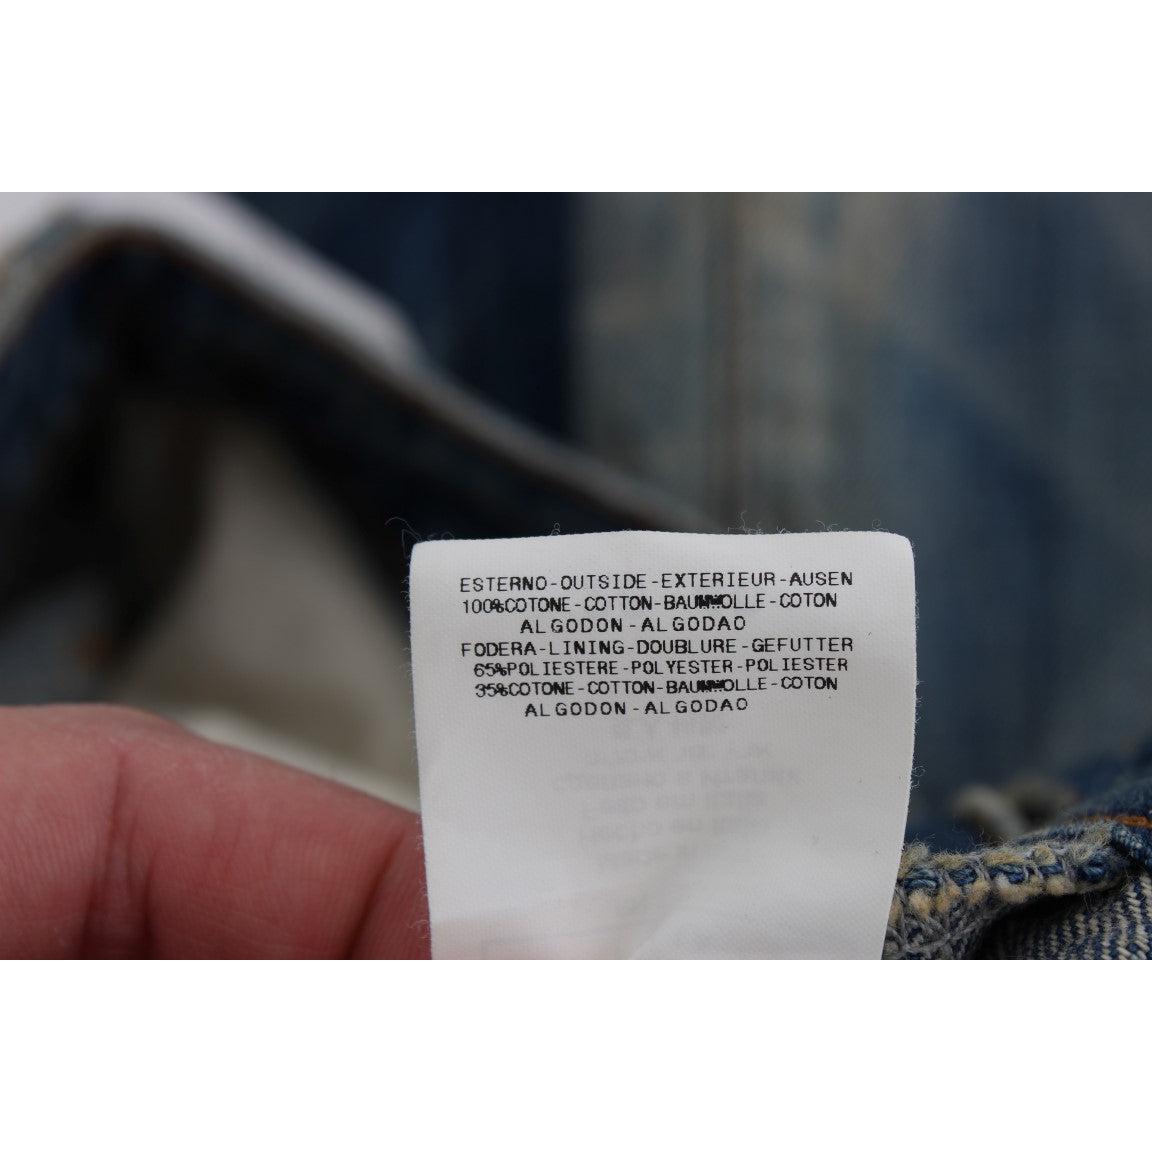 ESTERNO-OUTSIDE-EXTERIEUR-AUSEN
100%COTONE-COTTON-BAUMWOLLE-COTON
ALGODON-ALGODAO
FODERA-LINING-DOUBLURE-GEFUTTER
65%POLIESTERE-POLYESTER-POLIESTER
35%COTONE-COTTON-BAUMWOLLE-COTON
ALGODON-ALGODAO